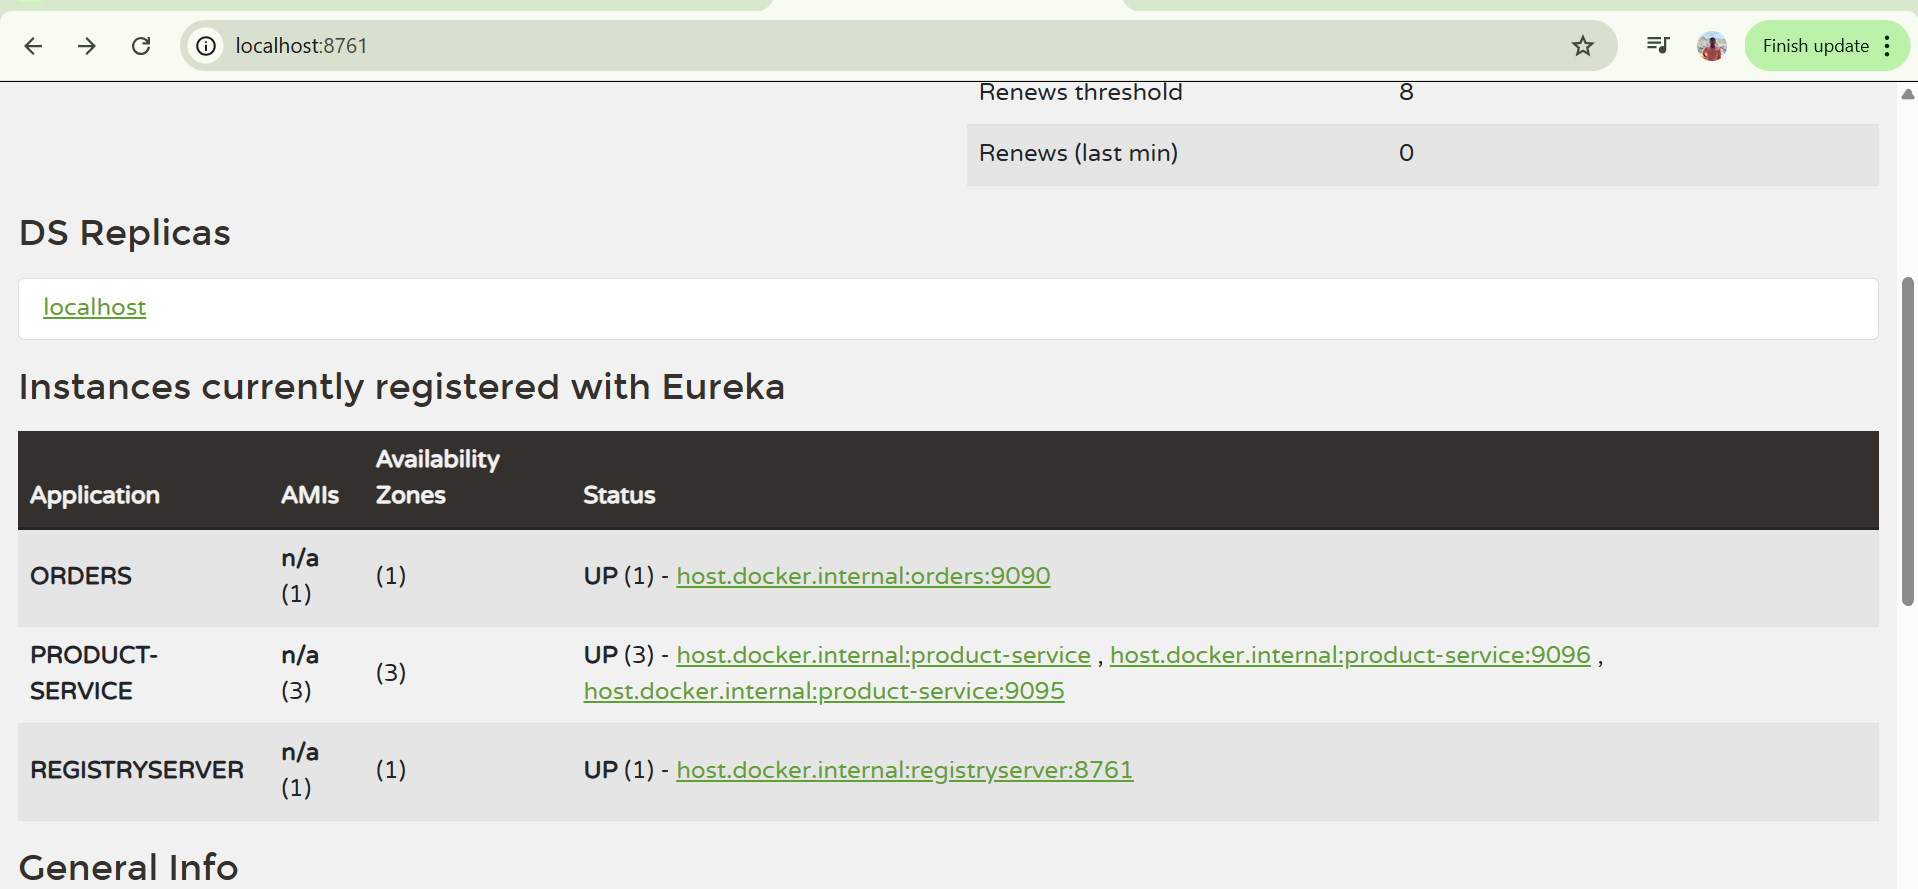 localhost:8761
Finish update
Renews threshold 8
Renews (last min) 0
DS Replicas
localhost
Instances currently registered with Eureka
Application AMIs Availability Zones Status
ORDERS n/a (1) (1) UP (1) - host.docker.internal:orders:9090
PRODUCT-SERVICE n/a (3) (3) UP (3) - host.docker.internal:product-service , host.docker.internal:product-service:9096 ,
host.docker.internal:product-service:9095
REGISTRYSERVER n/a (1) (1) UP (1) - host.docker.internal:registryserver:8761
General Info